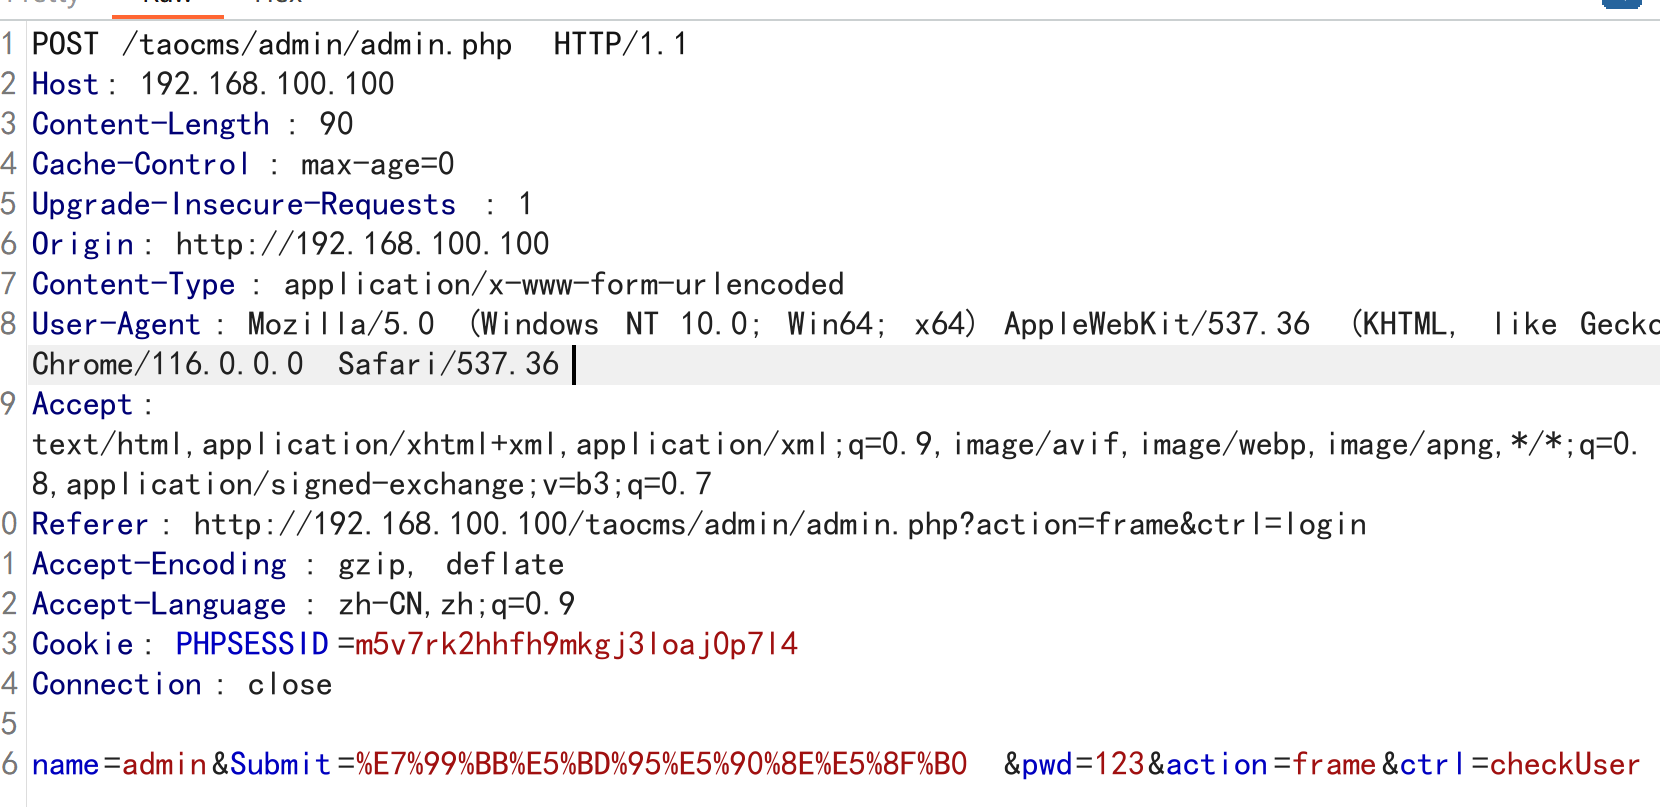 Pretty Raw Hex
1 POST /taocms/admin/admin.php HTTP/1.1
2 Host: 192.168.100.100
3 Content-Length: 90
4 Cache-Control: max-age=0
5 Upgrade-Insecure-Requests: 1
6 Origin: http://192.168.100.100
7 Content-Type: application/x-www-form-urlencoded
8 User-Agent: Mozilla/5.0 (Windows NT 10.0; Win64; x64) AppleWebKit/537.36 (KHTML, like Gecko
Chrome/116.0.0.0 Safari/537.36
9 Accept:
text/html,application/xhtml+xml,application/xml;q=0.9,image/avif,image/webp,image/apng,*/*;q=0.
8,application/signed-exchange;v=b3;q=0.7
0 Referer: http://192.168.100.100/taocms/admin/admin.php?action=frame&ctrl=login
1 Accept-Encoding: gzip, deflate
2 Accept-Language: zh-CN,zh;q=0.9
3 Cookie: PHPSESSID=m5v7rk2hhfh9mkgj3loaj0p7l4
4 Connection: close
5
6 name=admin&Submit=%E7%99%BB%E5%BD%95%E5%90%8E%E5%8F%B0&pwd=123&action=frame&ctrl=checkUser